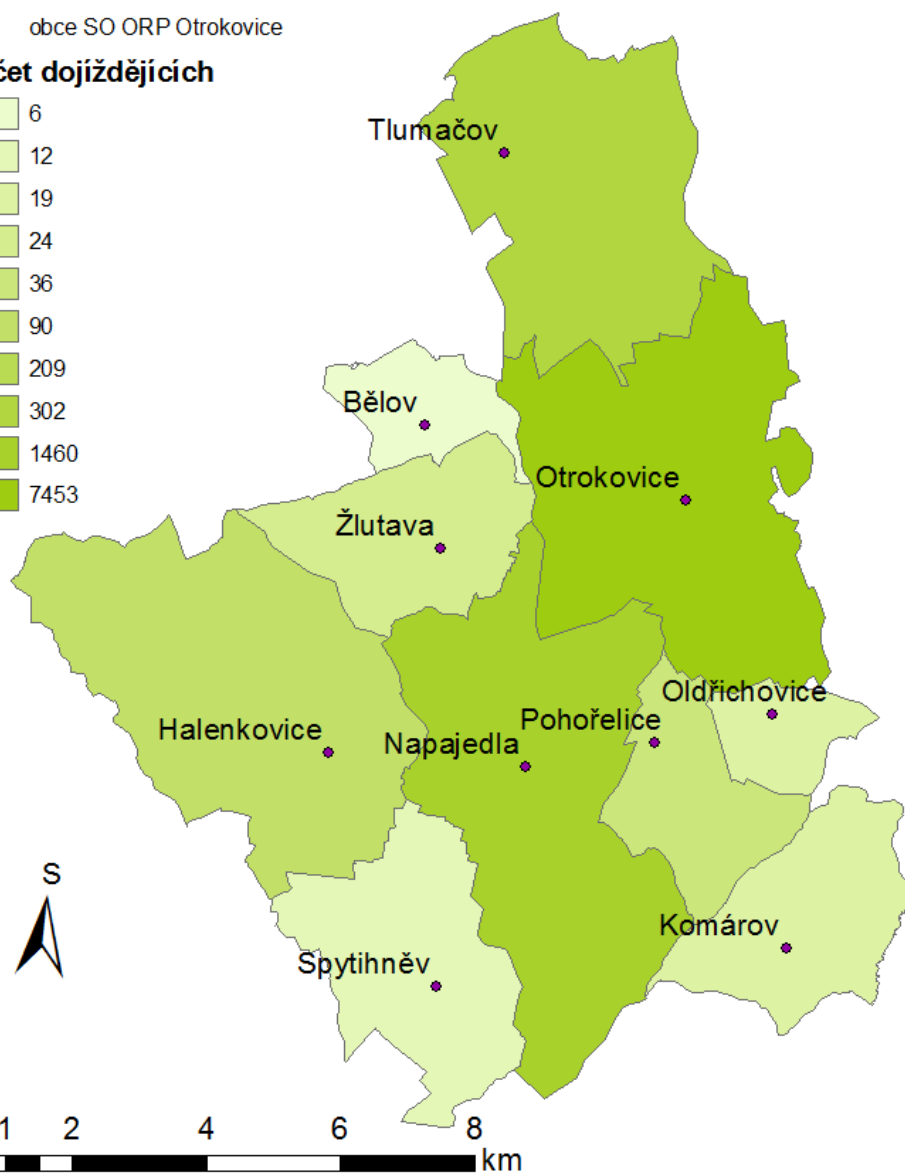 obce SO ORP Otrokovice
čet dojíždějících
6
12
19
24
36
90
209
302
1460
7453
Tlumačov
Bělov
Otrokovice
Žlutava
Oldřichovice
Pohořelice
Halenkovice
Napajedla
S
Komárov
Spytihněv
1 2 4 6 8
km